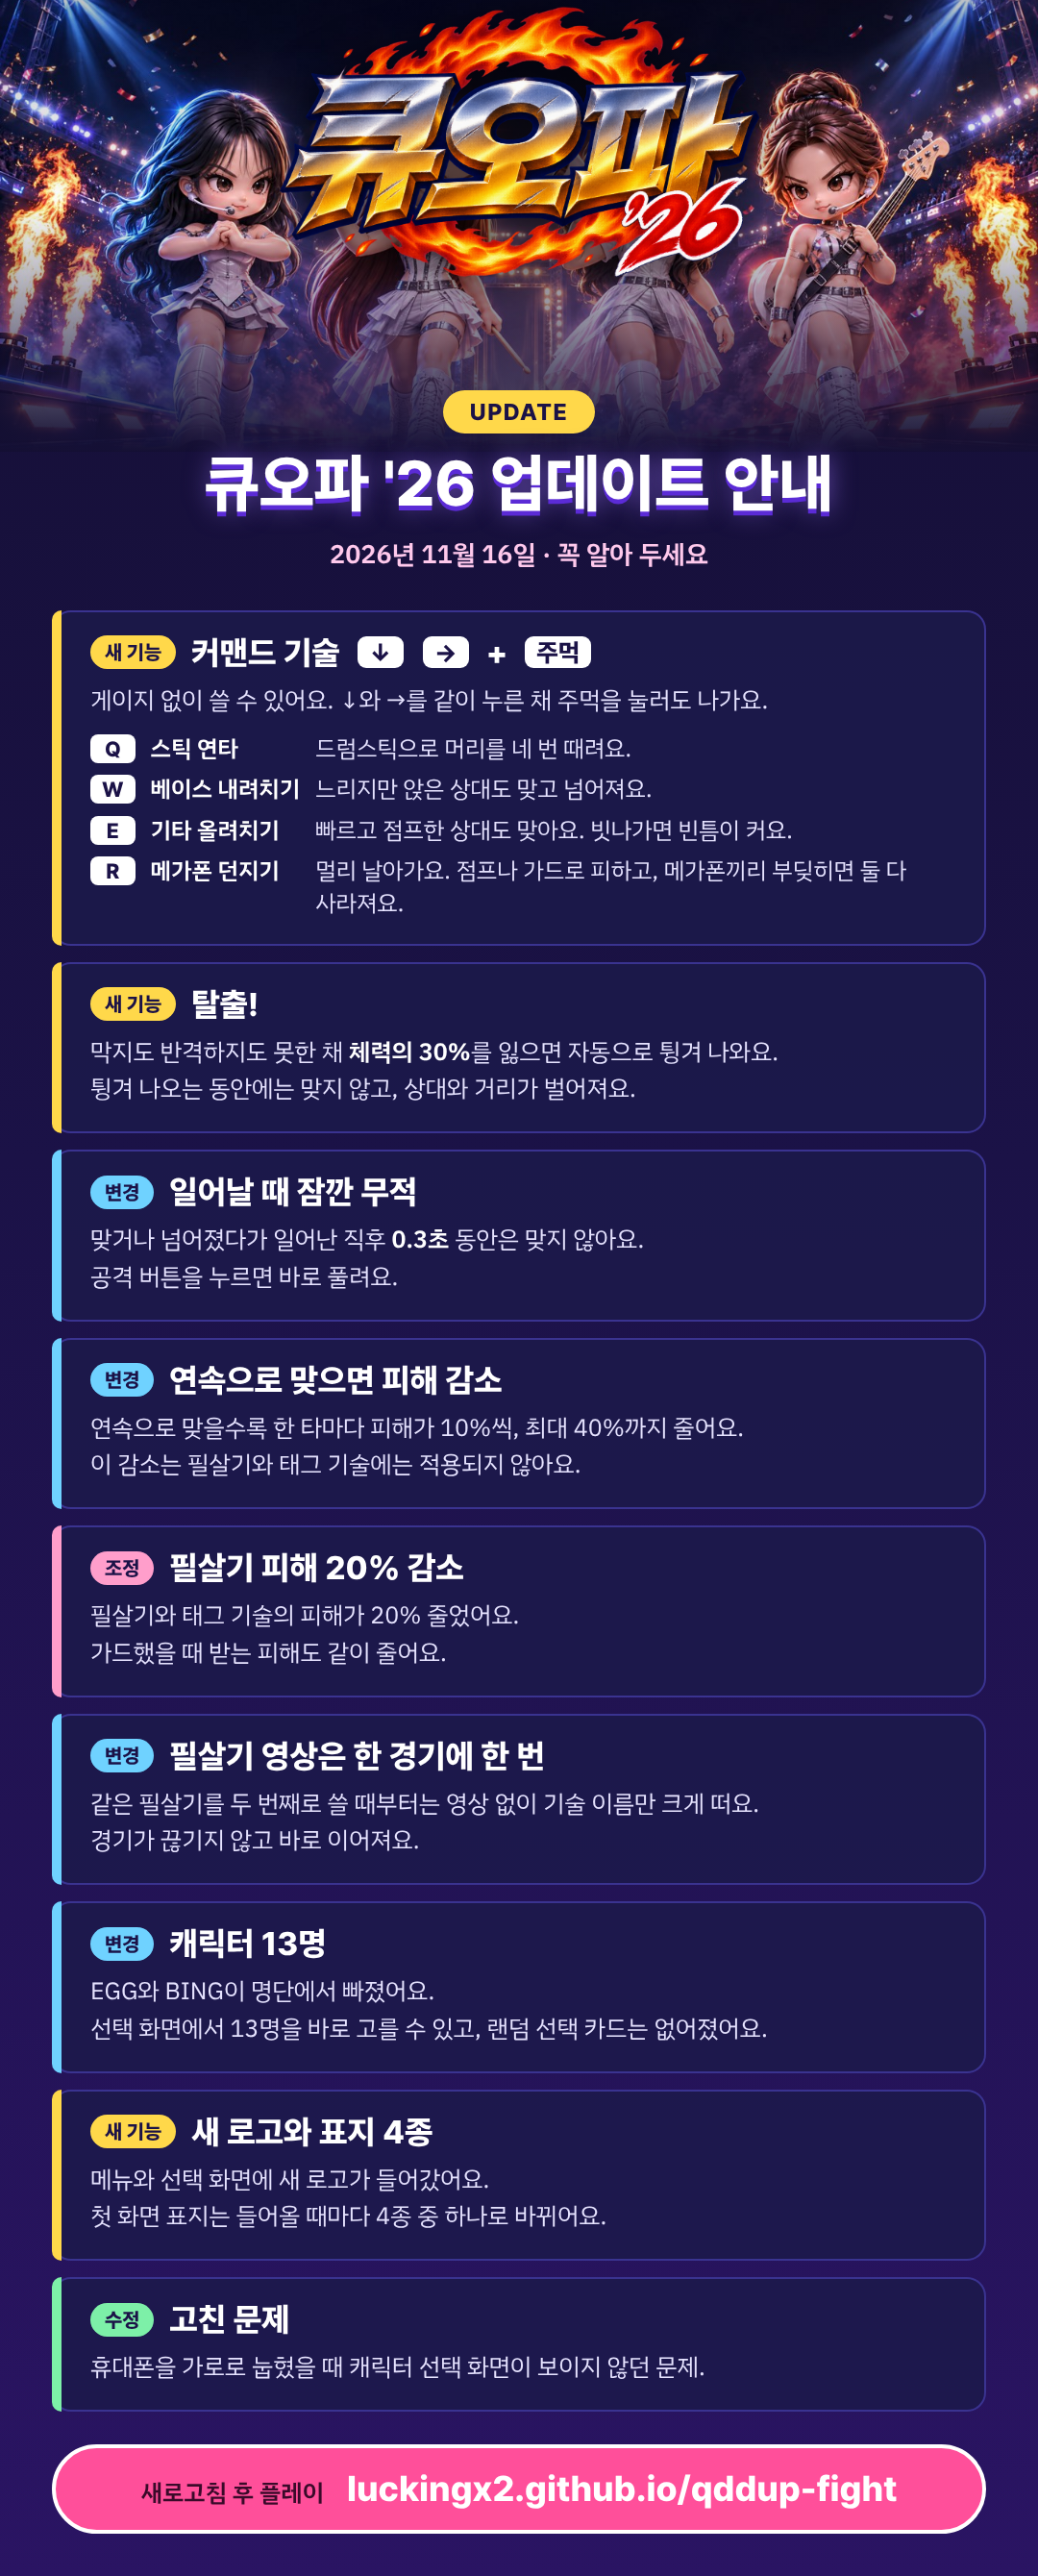 큐오파
'26
UPDATE
큐오파 '26 업데이트 안내
2026년 11월 16일 · 꼭 알아 두세요
새 기능 커맨드 기술 ↓ → + 주먹
게이지 없이 쓸 수 있어요. ↓와 →를 같이 누른 채 주먹을 눌러도 나가요.
Q 스틱 연타 드럼스틱으로 머리를 네 번 때려요.
W 베이스 내려치기 느리지만 앉은 상대도 맞고 넘어져요.
E 기타 올려치기 빠르고 점프한 상대도 맞아요. 빗나가면 빈틈이 커요.
R 메가폰 던지기 멀리 날아가요. 점프나 가드로 피하고, 메가폰끼리 부딪히면 둘 다
사라져요.
새 기능 탈출!
막지도 반격하지도 못한 채 체력의 30%를 잃으면 자동으로 튕겨 나와요.
튕겨 나오는 동안에는 맞지 않고, 상대와 거리가 벌어져요.
변경 일어날 때 잠깐 무적
맞거나 넘어졌다가 일어난 직후 0.3초 동안은 맞지 않아요.
공격 버튼을 누르면 바로 풀려요.
변경 연속으로 맞으면 피해 감소
연속으로 맞을수록 한 타마다 피해가 10%씩, 최대 40%까지 줄어요.
이 감소는 필살기와 태그 기술에는 적용되지 않아요.
조정 필살기 피해 20% 감소
필살기와 태그 기술의 피해가 20% 줄었어요.
가드했을 때 받는 피해도 같이 줄어요.
변경 필살기 영상은 한 경기에 한 번
같은 필살기를 두 번째로 쓸 때부터는 영상 없이 기술 이름만 크게 떠요.
경기가 끊기지 않고 바로 이어져요.
변경 캐릭터 13명
EGG와 BING이 명단에서 빠졌어요.
선택 화면에서 13명을 바로 고를 수 있고, 랜덤 선택 카드는 없어졌어요.
새 기능 새 로고와 표지 4종
메뉴와 선택 화면에 새 로고가 들어갔어요.
첫 화면 표지는 들어올 때마다 4종 중 하나로 바뀌어요.
수정 고친 문제
휴대폰을 가로로 눕혔을 때 캐릭터 선택 화면이 보이지 않던 문제.
새로고침 후 플레이 luckingx2.github.io/qddup-fight